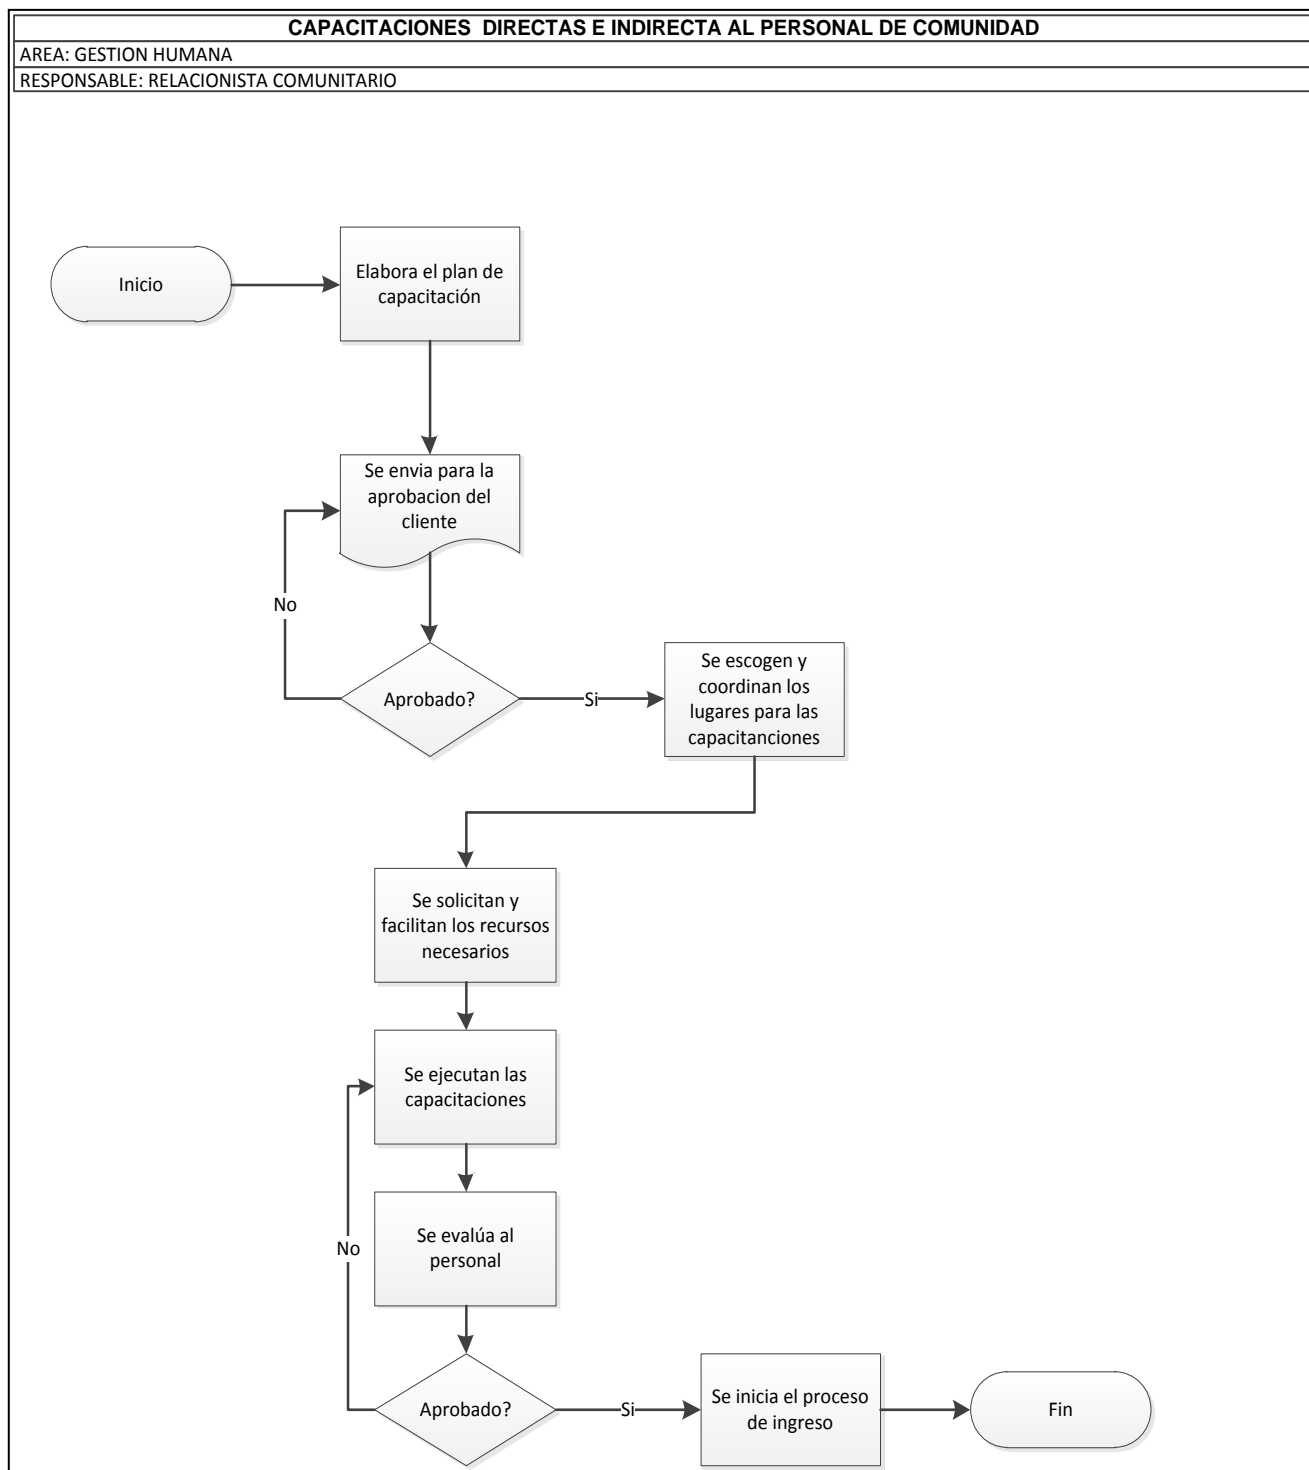 CAPACITACIONES  DIRECTAS E INDIRECTA AL PERSONAL DE COMUNIDAD
AREA: GESTION HUMANA
RESPONSABLE: RELACIONISTA COMUNITARIO
Inicio
Elabora el plan de
capacitación
Se envia para la
aprobacion del
cliente
No
Aprobado?
Si
Se escogen y
coordinan los
lugares para las
capacitanciones
Se solicitan y
facilitan los recursos
necesarios
Se ejecutan las
capacitaciones
Se evalúa al
personal
No
Aprobado?
Si
Se inicia el proceso
de ingreso
Fin